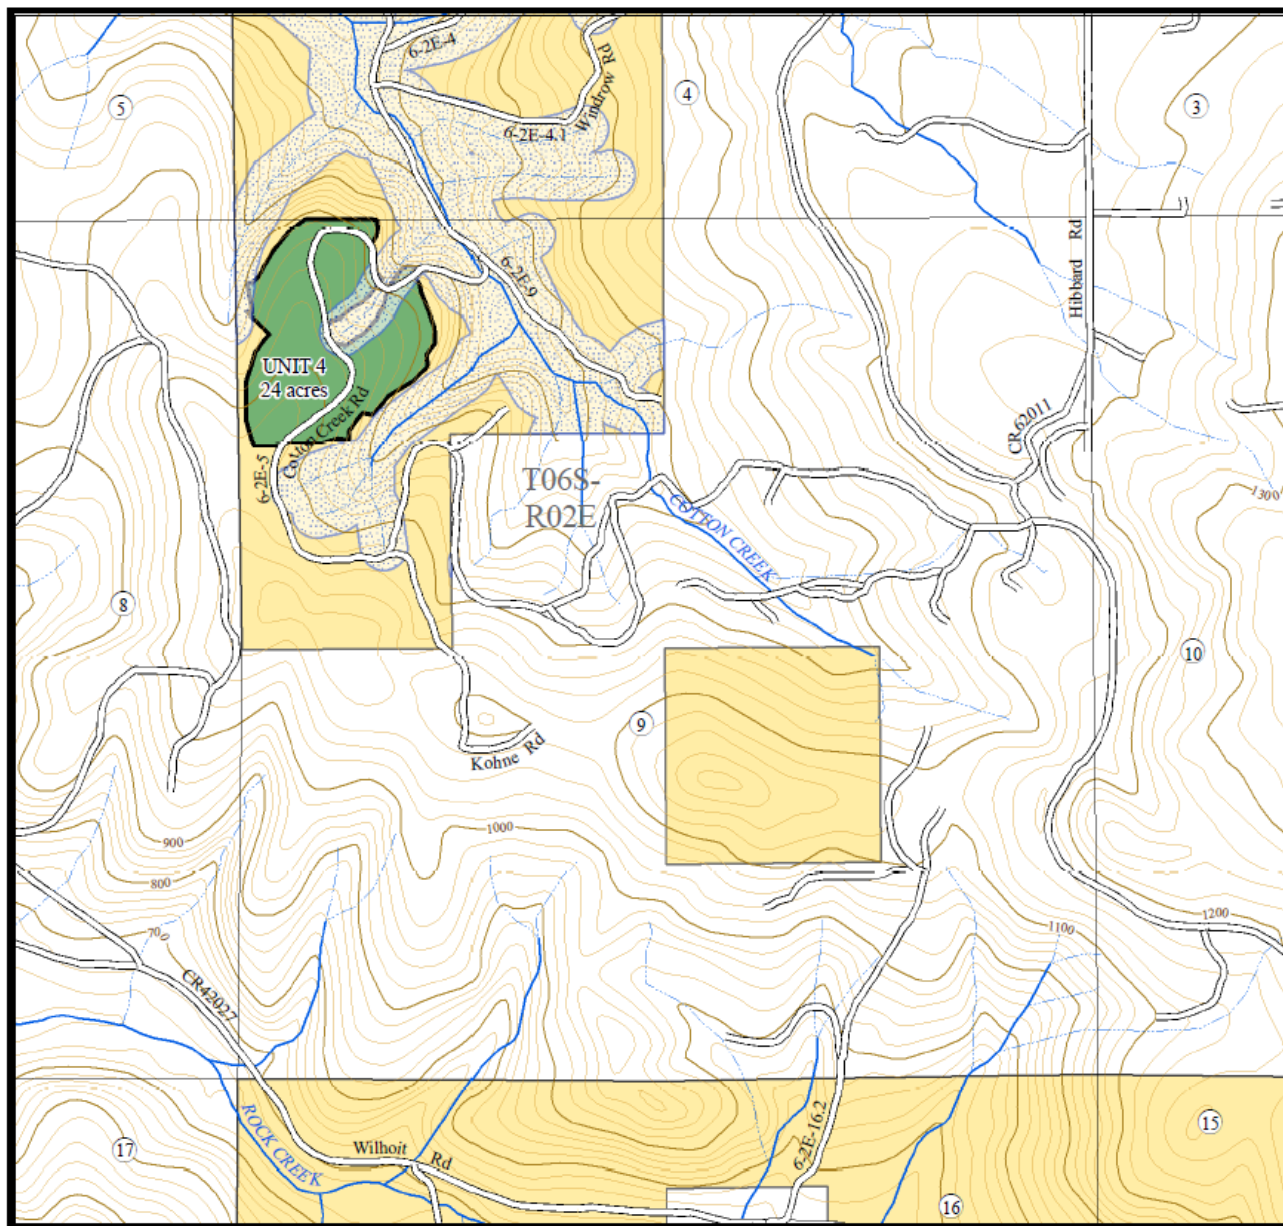 6-2E-4
Windrow Rd
5
4
3
6-2E-4.1
Hibbard Rd
6-2E-9
UNIT 4
24 acres
Cotton Creek Rd
CR 62011
6-2E-5
T06S-
R02E
1300
COTTON CREEK
8
10
9
Kohne Rd
1000
900
800
700
1200
1100
CR42027
ROCK CREEK
Wilhoit Rd
6-2E-16.2
15
17
16